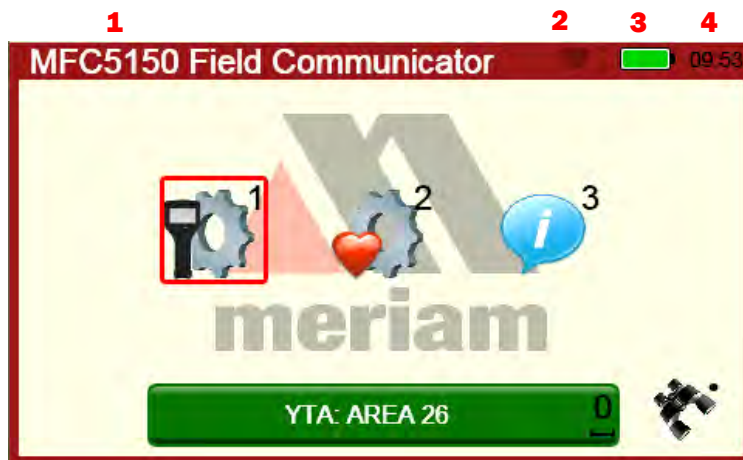 1 2 3 4
MFC5150 Field Communicator 09:53
1 2 3
i
meriam
YTA: AREA 26 0